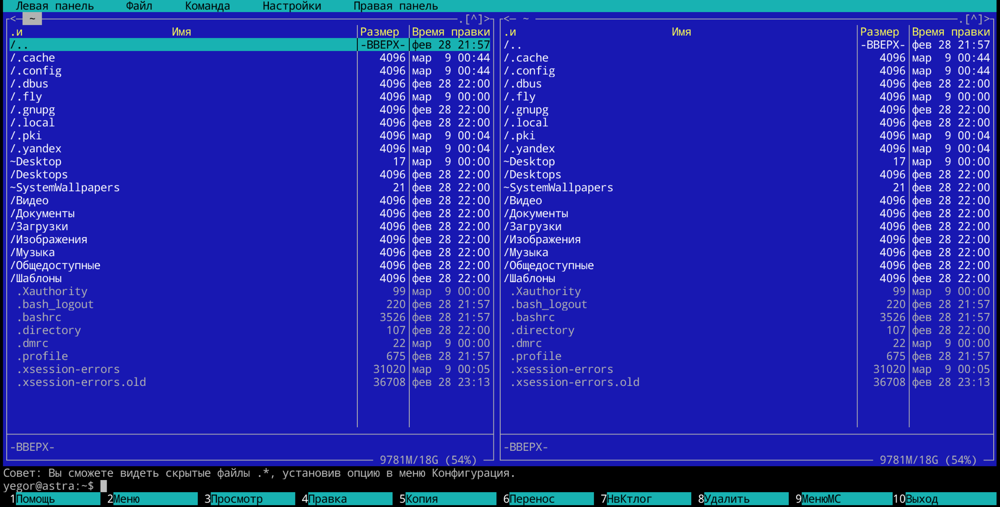 Левая панель Файл Команда Настройки Правая панель
<─ ~ .[^]> <─ ~ .[^]>
.и Имя Размер Время правки .и Имя Размер Время правки
/.. -ВВЕРХ- фев 28 21:57 /.. -ВВЕРХ- фев 28 21:57
/.cache 4096 мар 9 00:44 /.cache 4096 мар 9 00:44
/.config 4096 мар 9 00:44 /.config 4096 мар 9 00:44
/.dbus 4096 фев 28 22:00 /.dbus 4096 фев 28 22:00
/.fly 4096 мар 9 00:00 /.fly 4096 мар 9 00:00
/.gnupg 4096 фев 28 22:00 /.gnupg 4096 фев 28 22:00
/.local 4096 фев 28 22:00 /.local 4096 фев 28 22:00
/.pki 4096 мар 9 00:04 /.pki 4096 мар 9 00:04
/.yandex 4096 мар 9 00:04 /.yandex 4096 мар 9 00:04
~Desktop 17 мар 9 00:00 ~Desktop 17 мар 9 00:00
/Desktops 4096 фев 28 22:00 /Desktops 4096 фев 28 22:00
~SystemWallpapers 21 фев 28 22:00 ~SystemWallpapers 21 фев 28 22:00
/Видео 4096 фев 28 22:00 /Видео 4096 фев 28 22:00
/Документы 4096 фев 28 22:00 /Документы 4096 фев 28 22:00
/Загрузки 4096 фев 28 22:00 /Загрузки 4096 фев 28 22:00
/Изображения 4096 фев 28 22:00 /Изображения 4096 фев 28 22:00
/Музыка 4096 фев 28 22:00 /Музыка 4096 фев 28 22:00
/Общедоступные 4096 фев 28 22:00 /Общедоступные 4096 фев 28 22:00
/Шаблоны 4096 фев 28 22:00 /Шаблоны 4096 фев 28 22:00
.Xauthority 99 мар 9 00:00 .Xauthority 99 мар 9 00:00
.bash_logout 220 фев 28 21:57 .bash_logout 220 фев 28 21:57
.bashrc 3526 фев 28 21:57 .bashrc 3526 фев 28 21:57
.directory 107 фев 28 22:00 .directory 107 фев 28 22:00
.dmrc 22 мар 9 00:00 .dmrc 22 мар 9 00:00
.profile 675 фев 28 21:57 .profile 675 фев 28 21:57
.xsession-errors 31020 мар 9 00:05 .xsession-errors 31020 мар 9 00:05
.xsession-errors.old 36708 фев 28 23:13 .xsession-errors.old 36708 фев 28 23:13
-ВВЕРХ- -ВВЕРХ-
9781M/18G (54%) 9781M/18G (54%)
Совет: Вы сможете видеть скрытые файлы .*, установив опцию в меню Конфигурация.
yegor@astra:~$
1Помощь 2Меню 3Просмотр 4Правка 5Копия 6Перенос 7НвКтлог 8Удалить 9МенюMC 10Выход